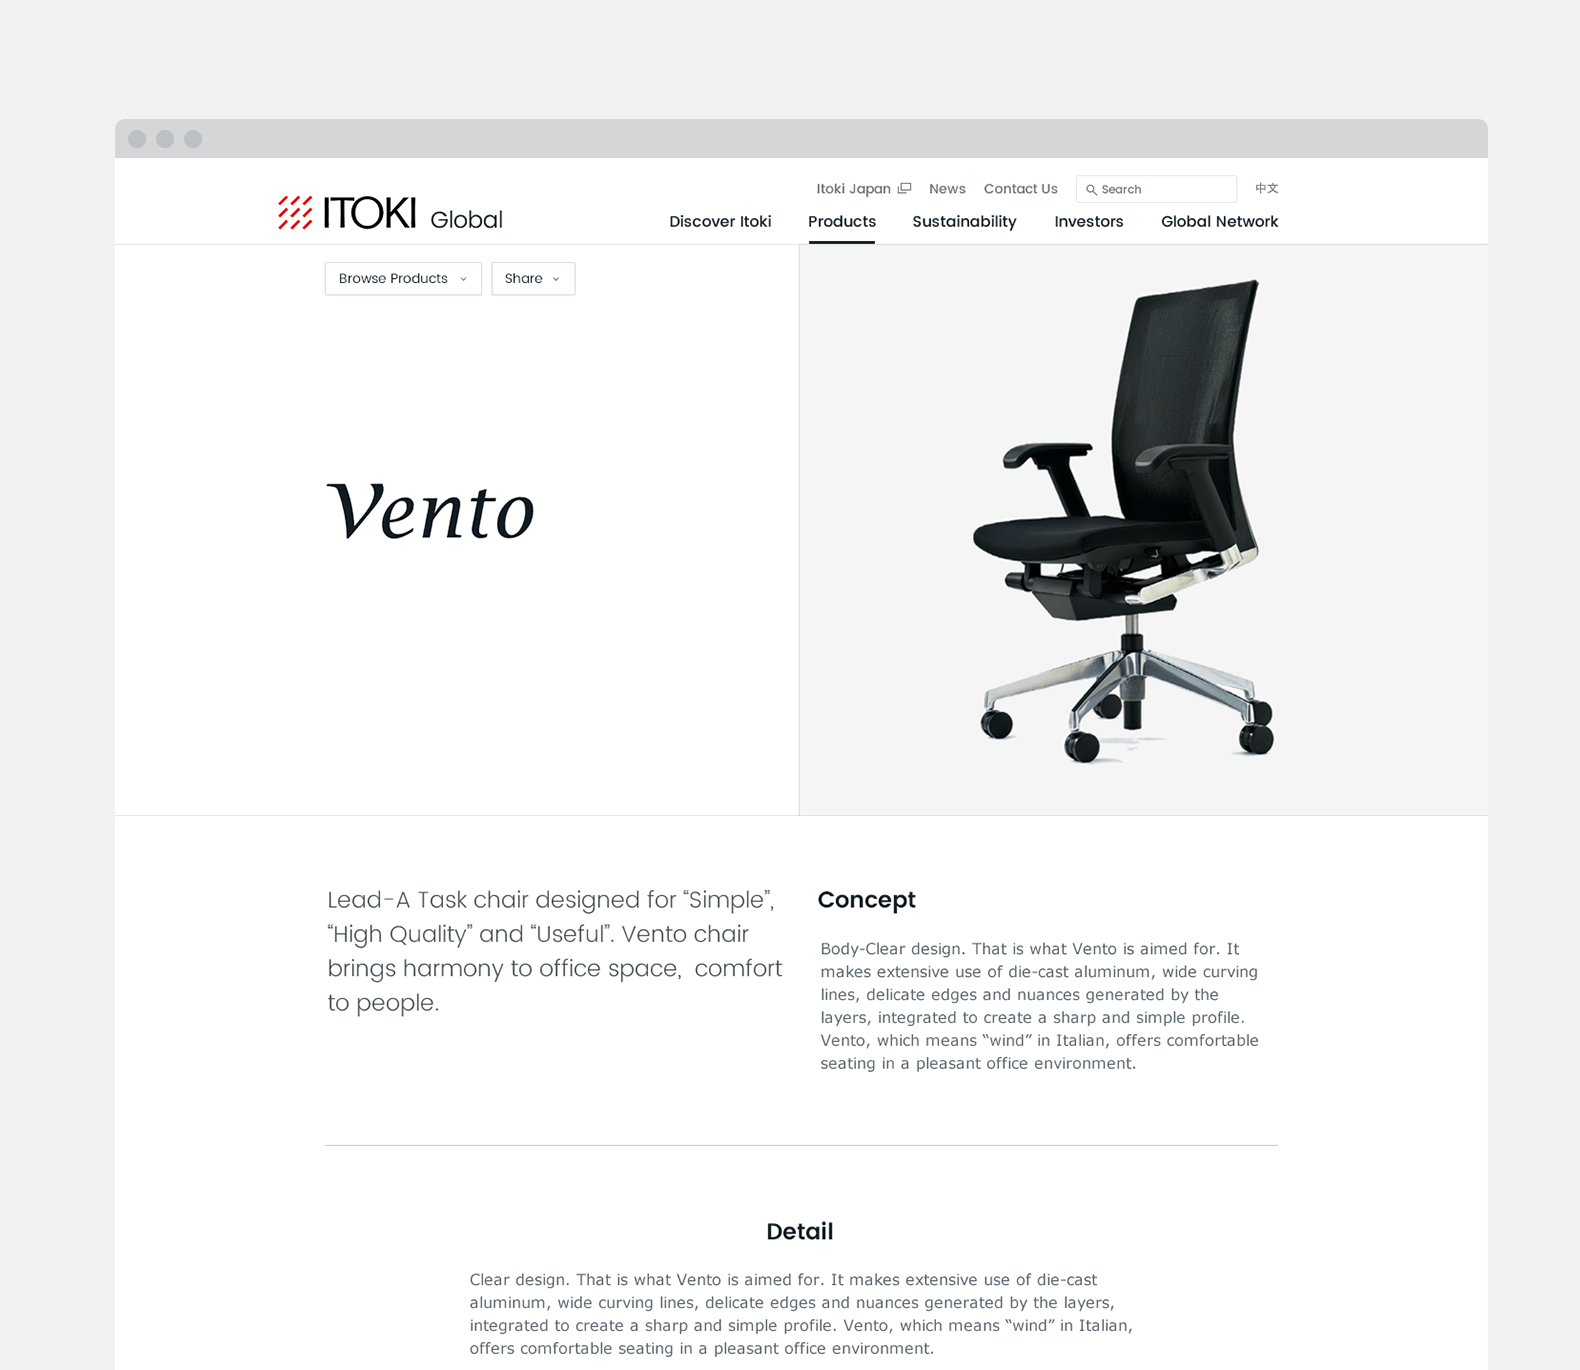 Itoki Japan News Contact Us Search 中文
ITOKI Global
Discover Itoki Products Sustainability Investors Global Network
Browse Products Share
Vento
Lead-A Task chair designed for “Simple”,
“High Quality” and “Useful”. Vento chair
brings harmony to office space,  comfort
to people.
Concept
Body-Clear design. That is what Vento is aimed for. It
makes extensive use of die-cast aluminum, wide curving
lines, delicate edges and nuances generated by the
layers, integrated to create a sharp and simple profile.
Vento, which means “wind” in Italian, offers comfortable
seating in a pleasant office environment.
Detail
Clear design. That is what Vento is aimed for. It makes extensive use of die-cast
aluminum, wide curving lines, delicate edges and nuances generated by the layers,
integrated to create a sharp and simple profile. Vento, which means “wind” in Italian,
offers comfortable seating in a pleasant office environment.